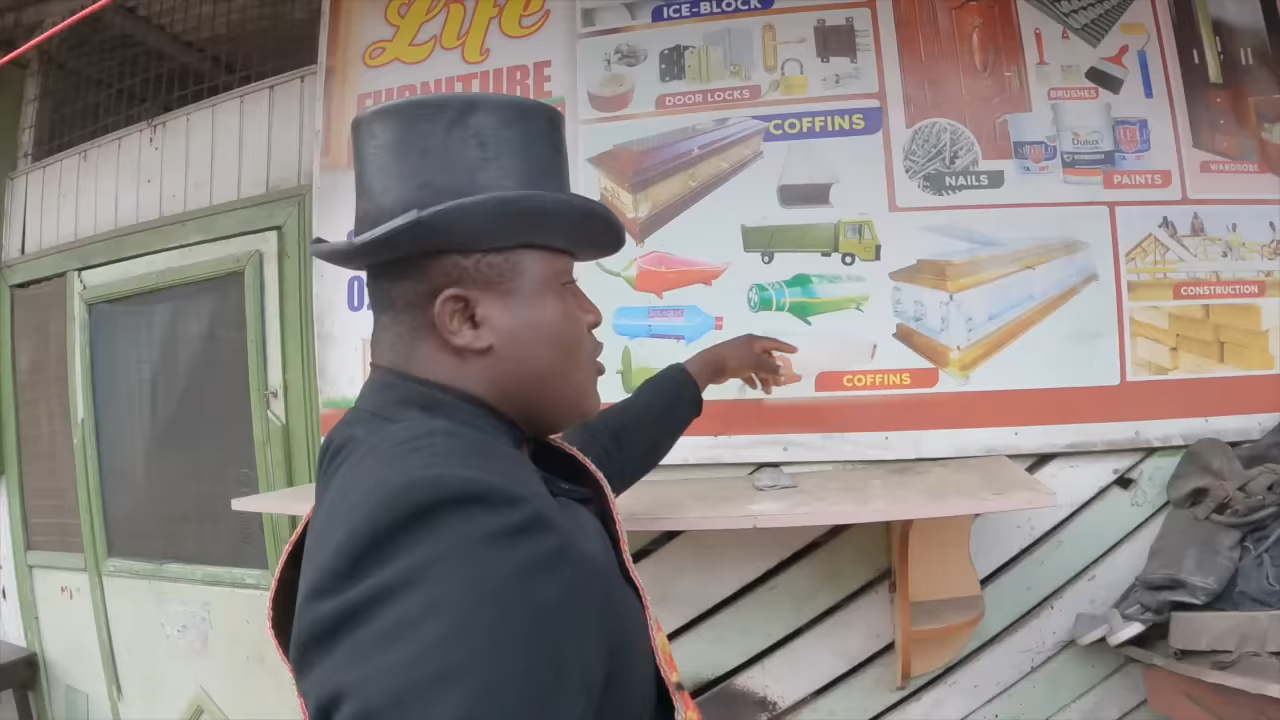 Life
FURNITURE
ICE-BLOCK
DOOR LOCKS
COFFINS
NAILS
BRUSHES
Dulux
PAINTS
WARDROBE
CONSTRUCTION
COFFINS